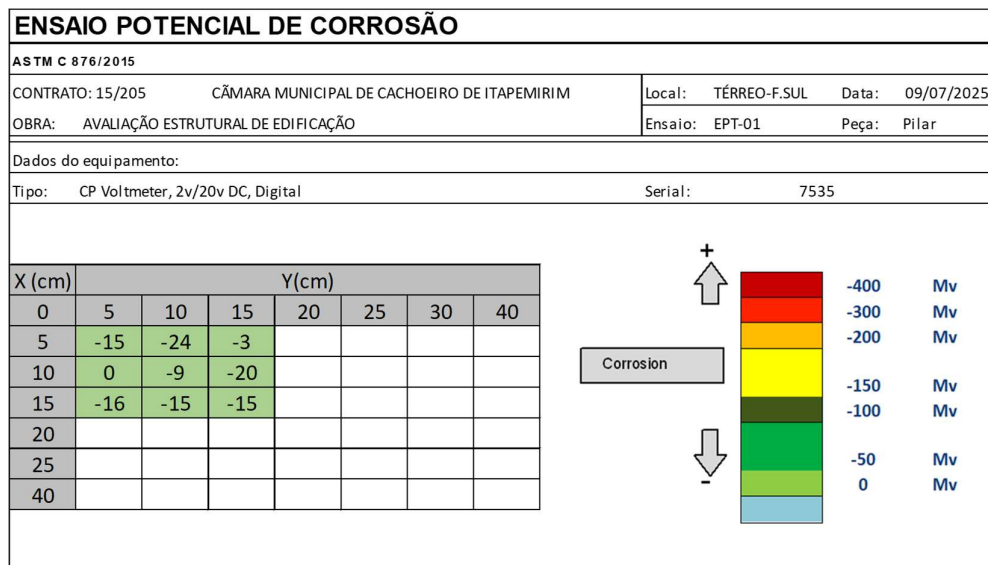 ENSAIO POTENCIAL DE CORROSÃO
ASTM C 876/2015
CONTRATO: 15/205 CÃMARA MUNICIPAL DE CACHOEIRO DE ITAPEMIRIM Local: TÉRREO-F.SUL Data: 09/07/2025
OBRA: AVALIAÇÃO ESTRUTURAL DE EDIFICAÇÃO Ensaio: EPT-01 Peça: Pilar
Dados do equipamento:
Tipo: CP Voltmeter, 2v/20v DC, Digital Serial: 7535
X (cm) Y(cm)
0 5 10 15 20 25 30 40
5 -15 -24 -3
10 0 -9 -20
15 -16 -15 -15
20
25
40
+
Corrosion
-
-400 Mv
-300 Mv
-200 Mv
-150 Mv
-100 Mv
-50 Mv
0 Mv